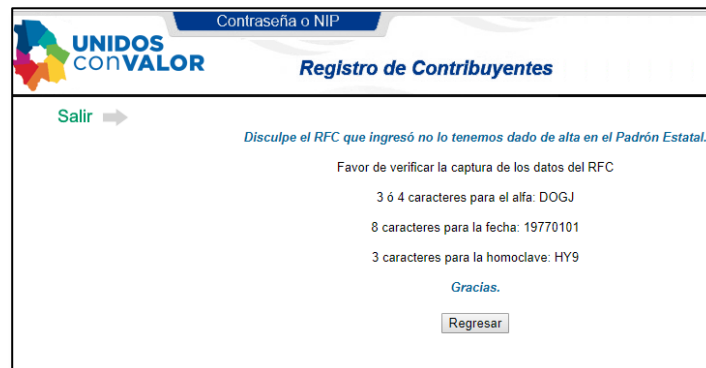 Contraseña o NIP
UNIDOS
conVALOR
Registro de Contribuyentes
Salir
Disculpe el RFC que ingresó no lo tenemos dado de alta en el Padrón Estatal.
Favor de verificar la captura de los datos del RFC
3 ó 4 caracteres para el alfa: DOGJ
8 caracteres para la fecha: 19770101
3 caracteres para la homoclave: HY9
Gracias.
Regresar